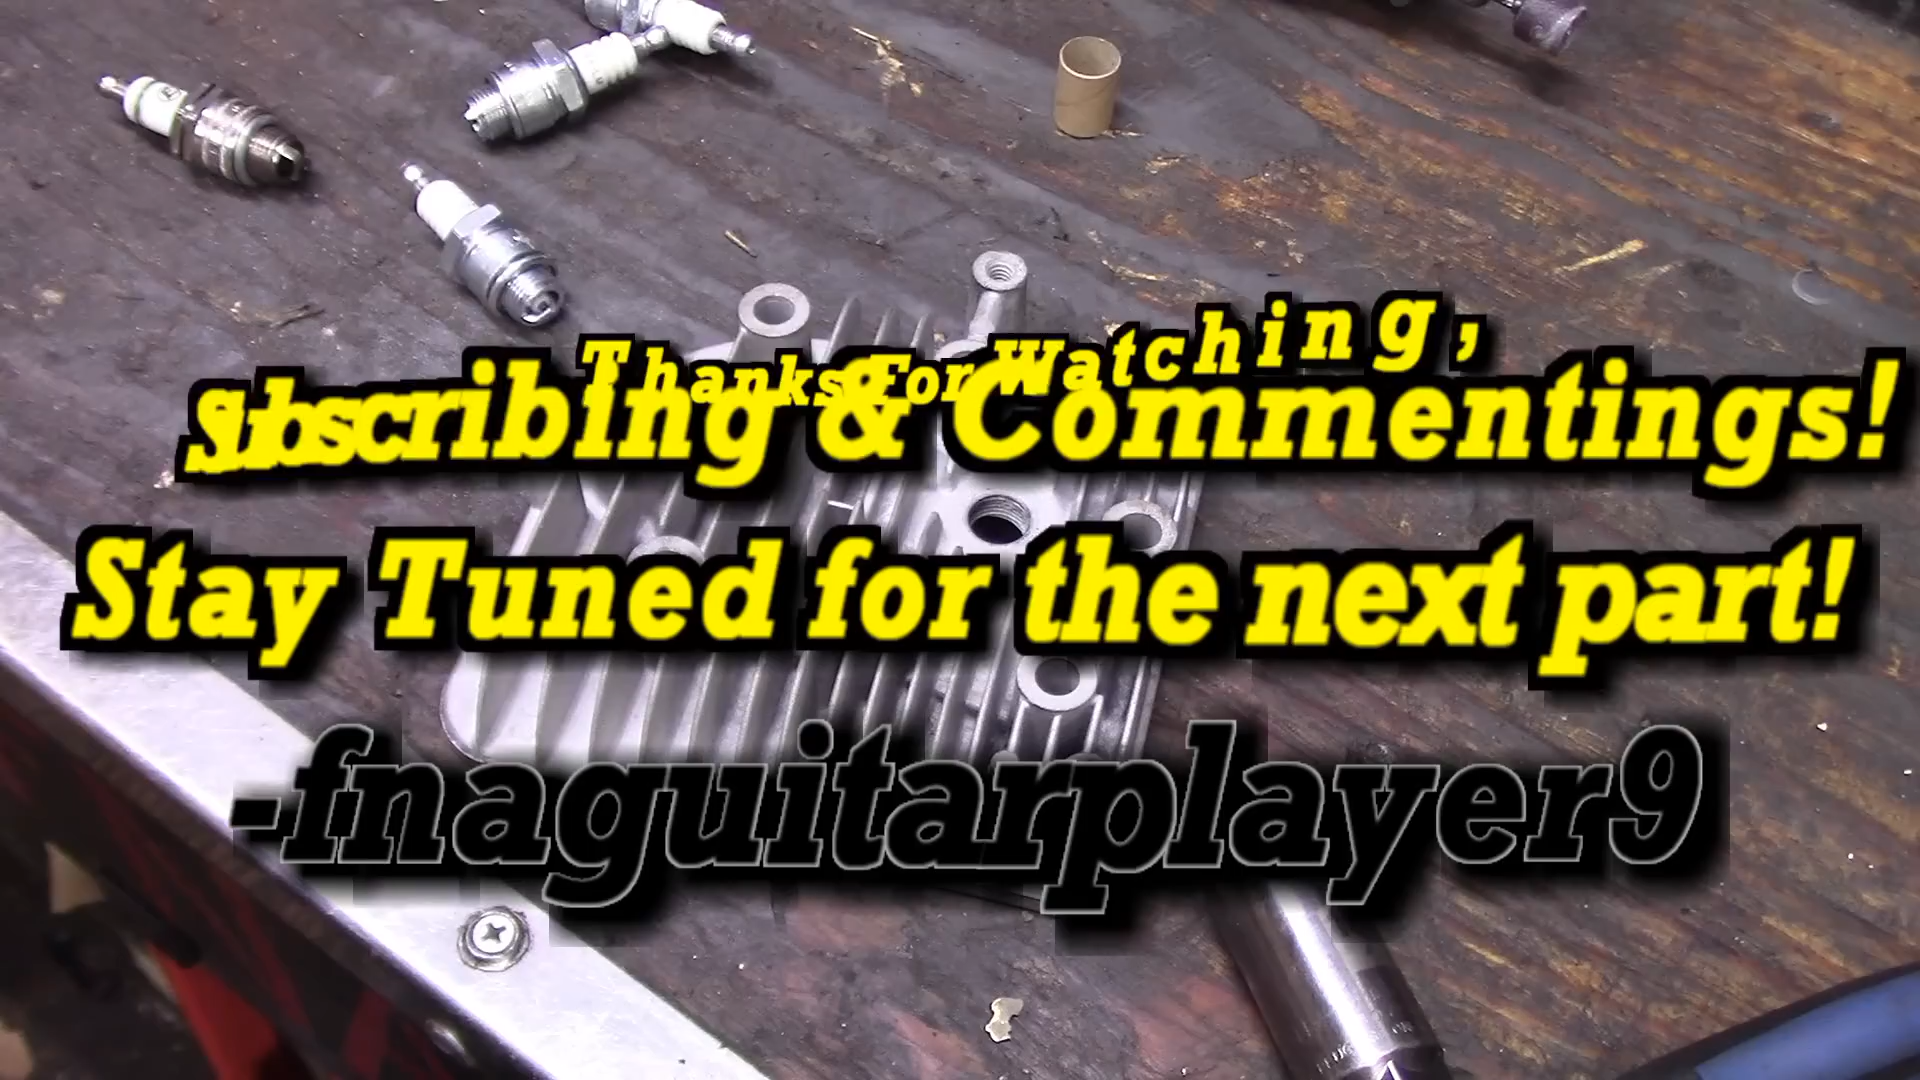 Thanks For Watching,
Subscribing & Commentings!
Stay Tuned for the next part!
-fnaguitarplayer9